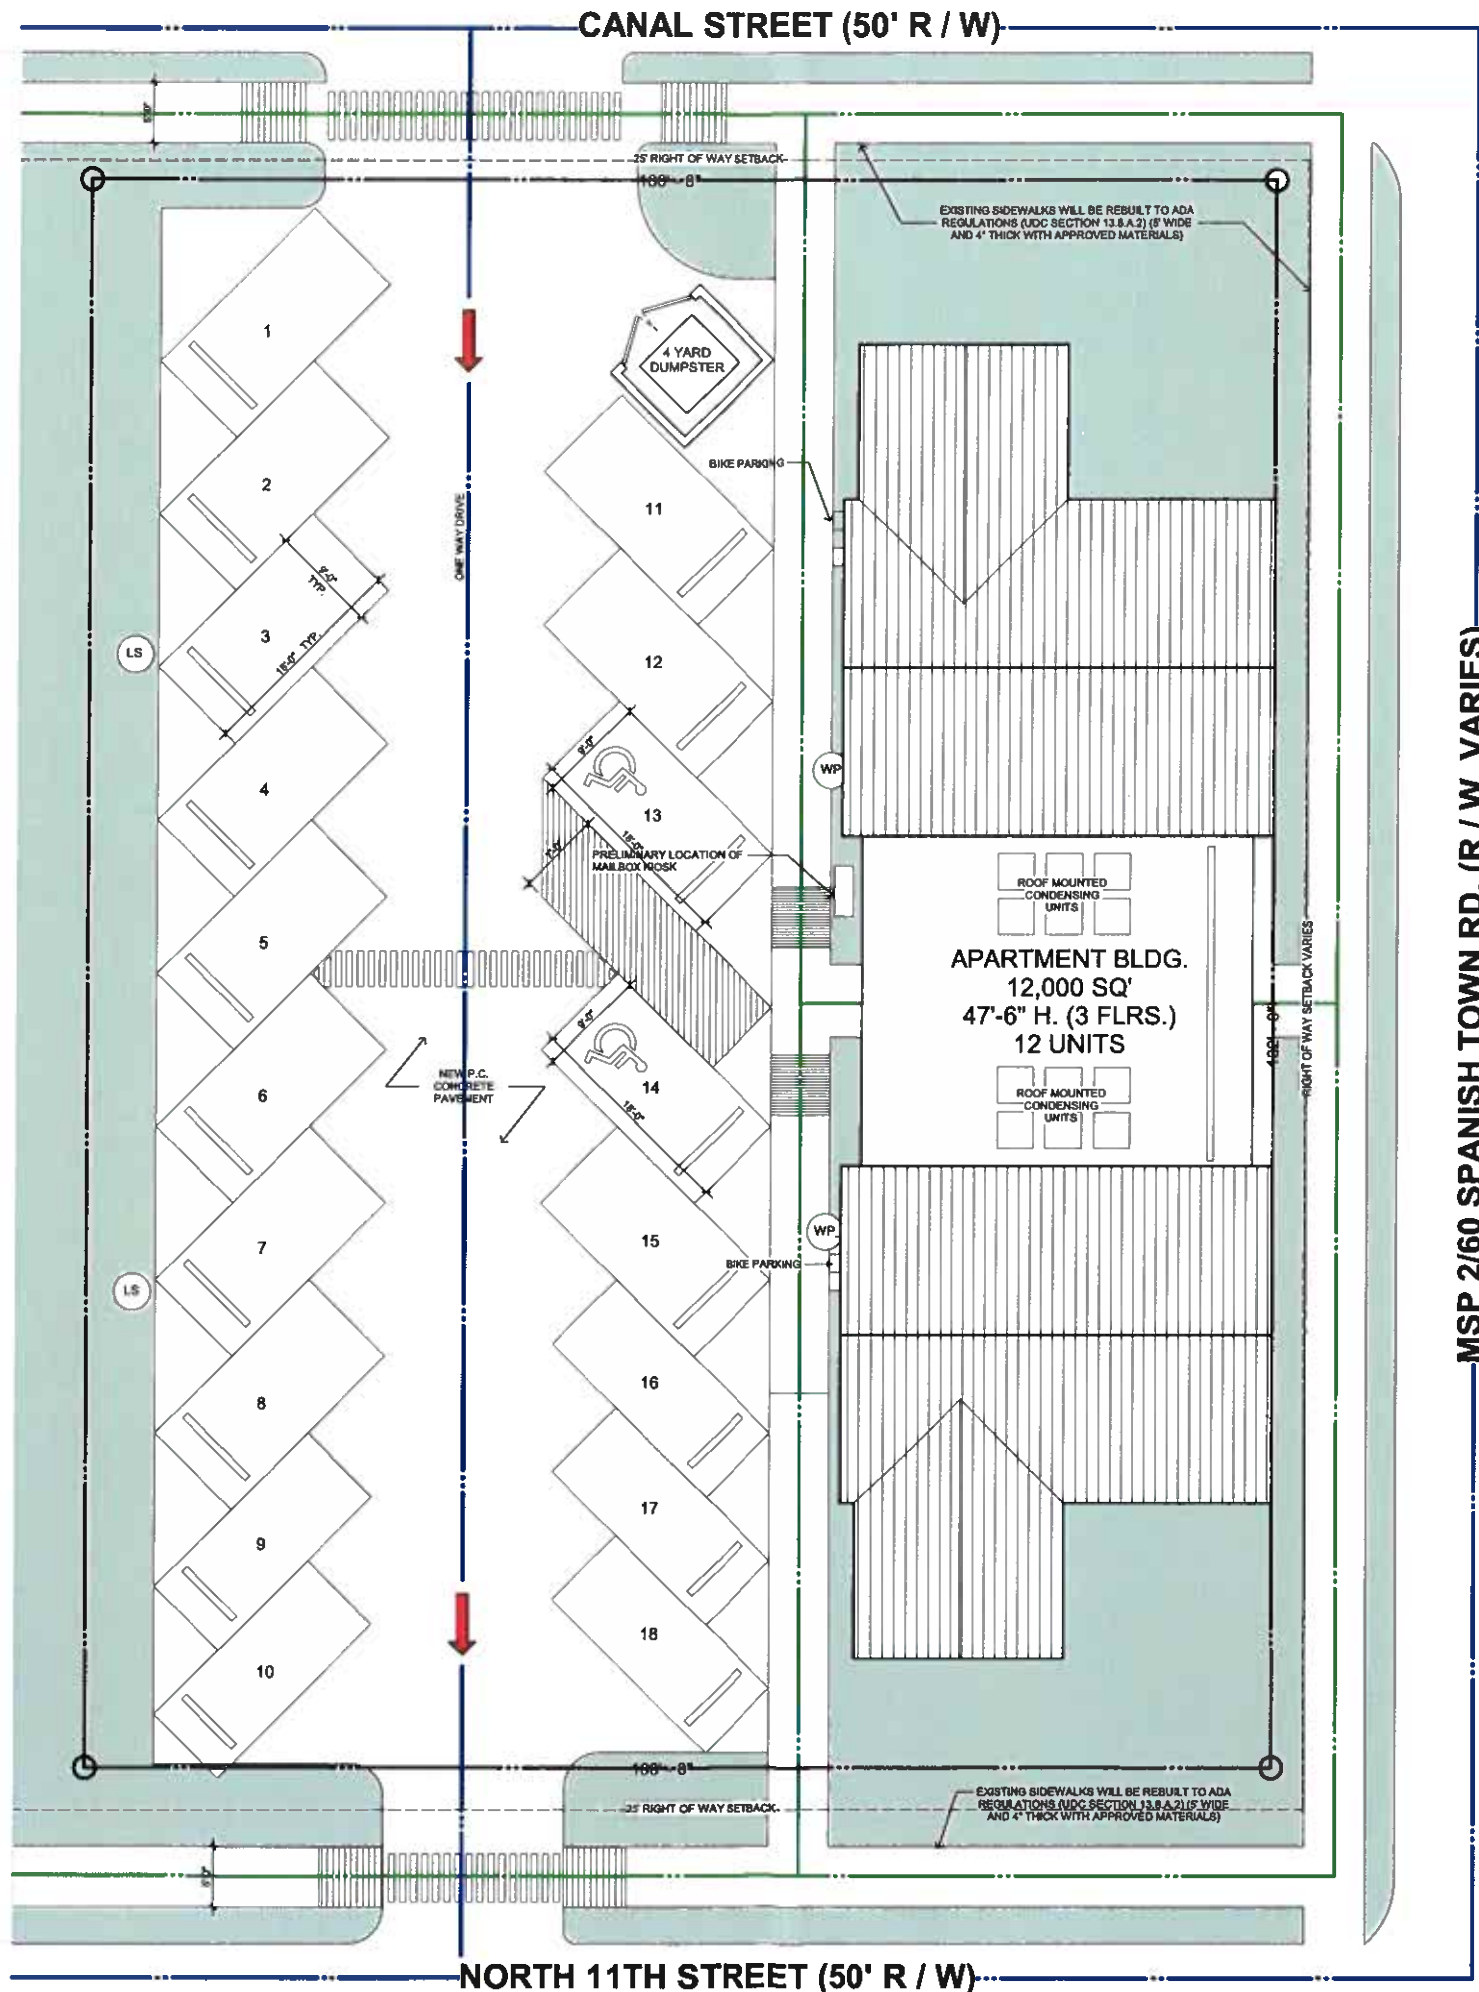 CANAL STREET (50' R / W)
25' RIGHT OF WAY SETBACK
EXISTING SIDEWALKS WILL BE REBUILT TO ADA
REGULATIONS (UDC SECTION 13.8.A.2) (5' WIDE
AND 4" THICK WITH APPROVED MATERIALS)
1
4 YARD
DUMPSTER
BIKE PARKING
2
11
ONE WAY DRIVE
9'-0"
TYP.
3
18'-0" TYP.
LS
12
9'-0"
WP
4
13
18'-0"
PRELIMINARY LOCATION OF
MAILBOX KIOSK
ROOF MOUNTED
CONDENSING
UNITS
5
APARTMENT BLDG.
12,000 SQ'
47'-6" H. (3 FLRS.)
12 UNITS
RIGHT OF WAY SETBACK VARIES
MSP 2/60 SPANISH TOWN RD. (R / W VARIES)
9'-0"
NEW P.C.
CONCRETE
PAVEMENT
6
14
18'-0"
ROOF MOUNTED
CONDENSING
UNITS
7
15
WP
BIKE PARKING
LS
8
16
17
9
18
10
25' RIGHT OF WAY SETBACK
EXISTING SIDEWALKS WILL BE REBUILT TO ADA
REGULATIONS (UDC SECTION 13.8.A.2) (5' WIDE
AND 4" THICK WITH APPROVED MATERIALS)
NORTH 11TH STREET (50' R / W)